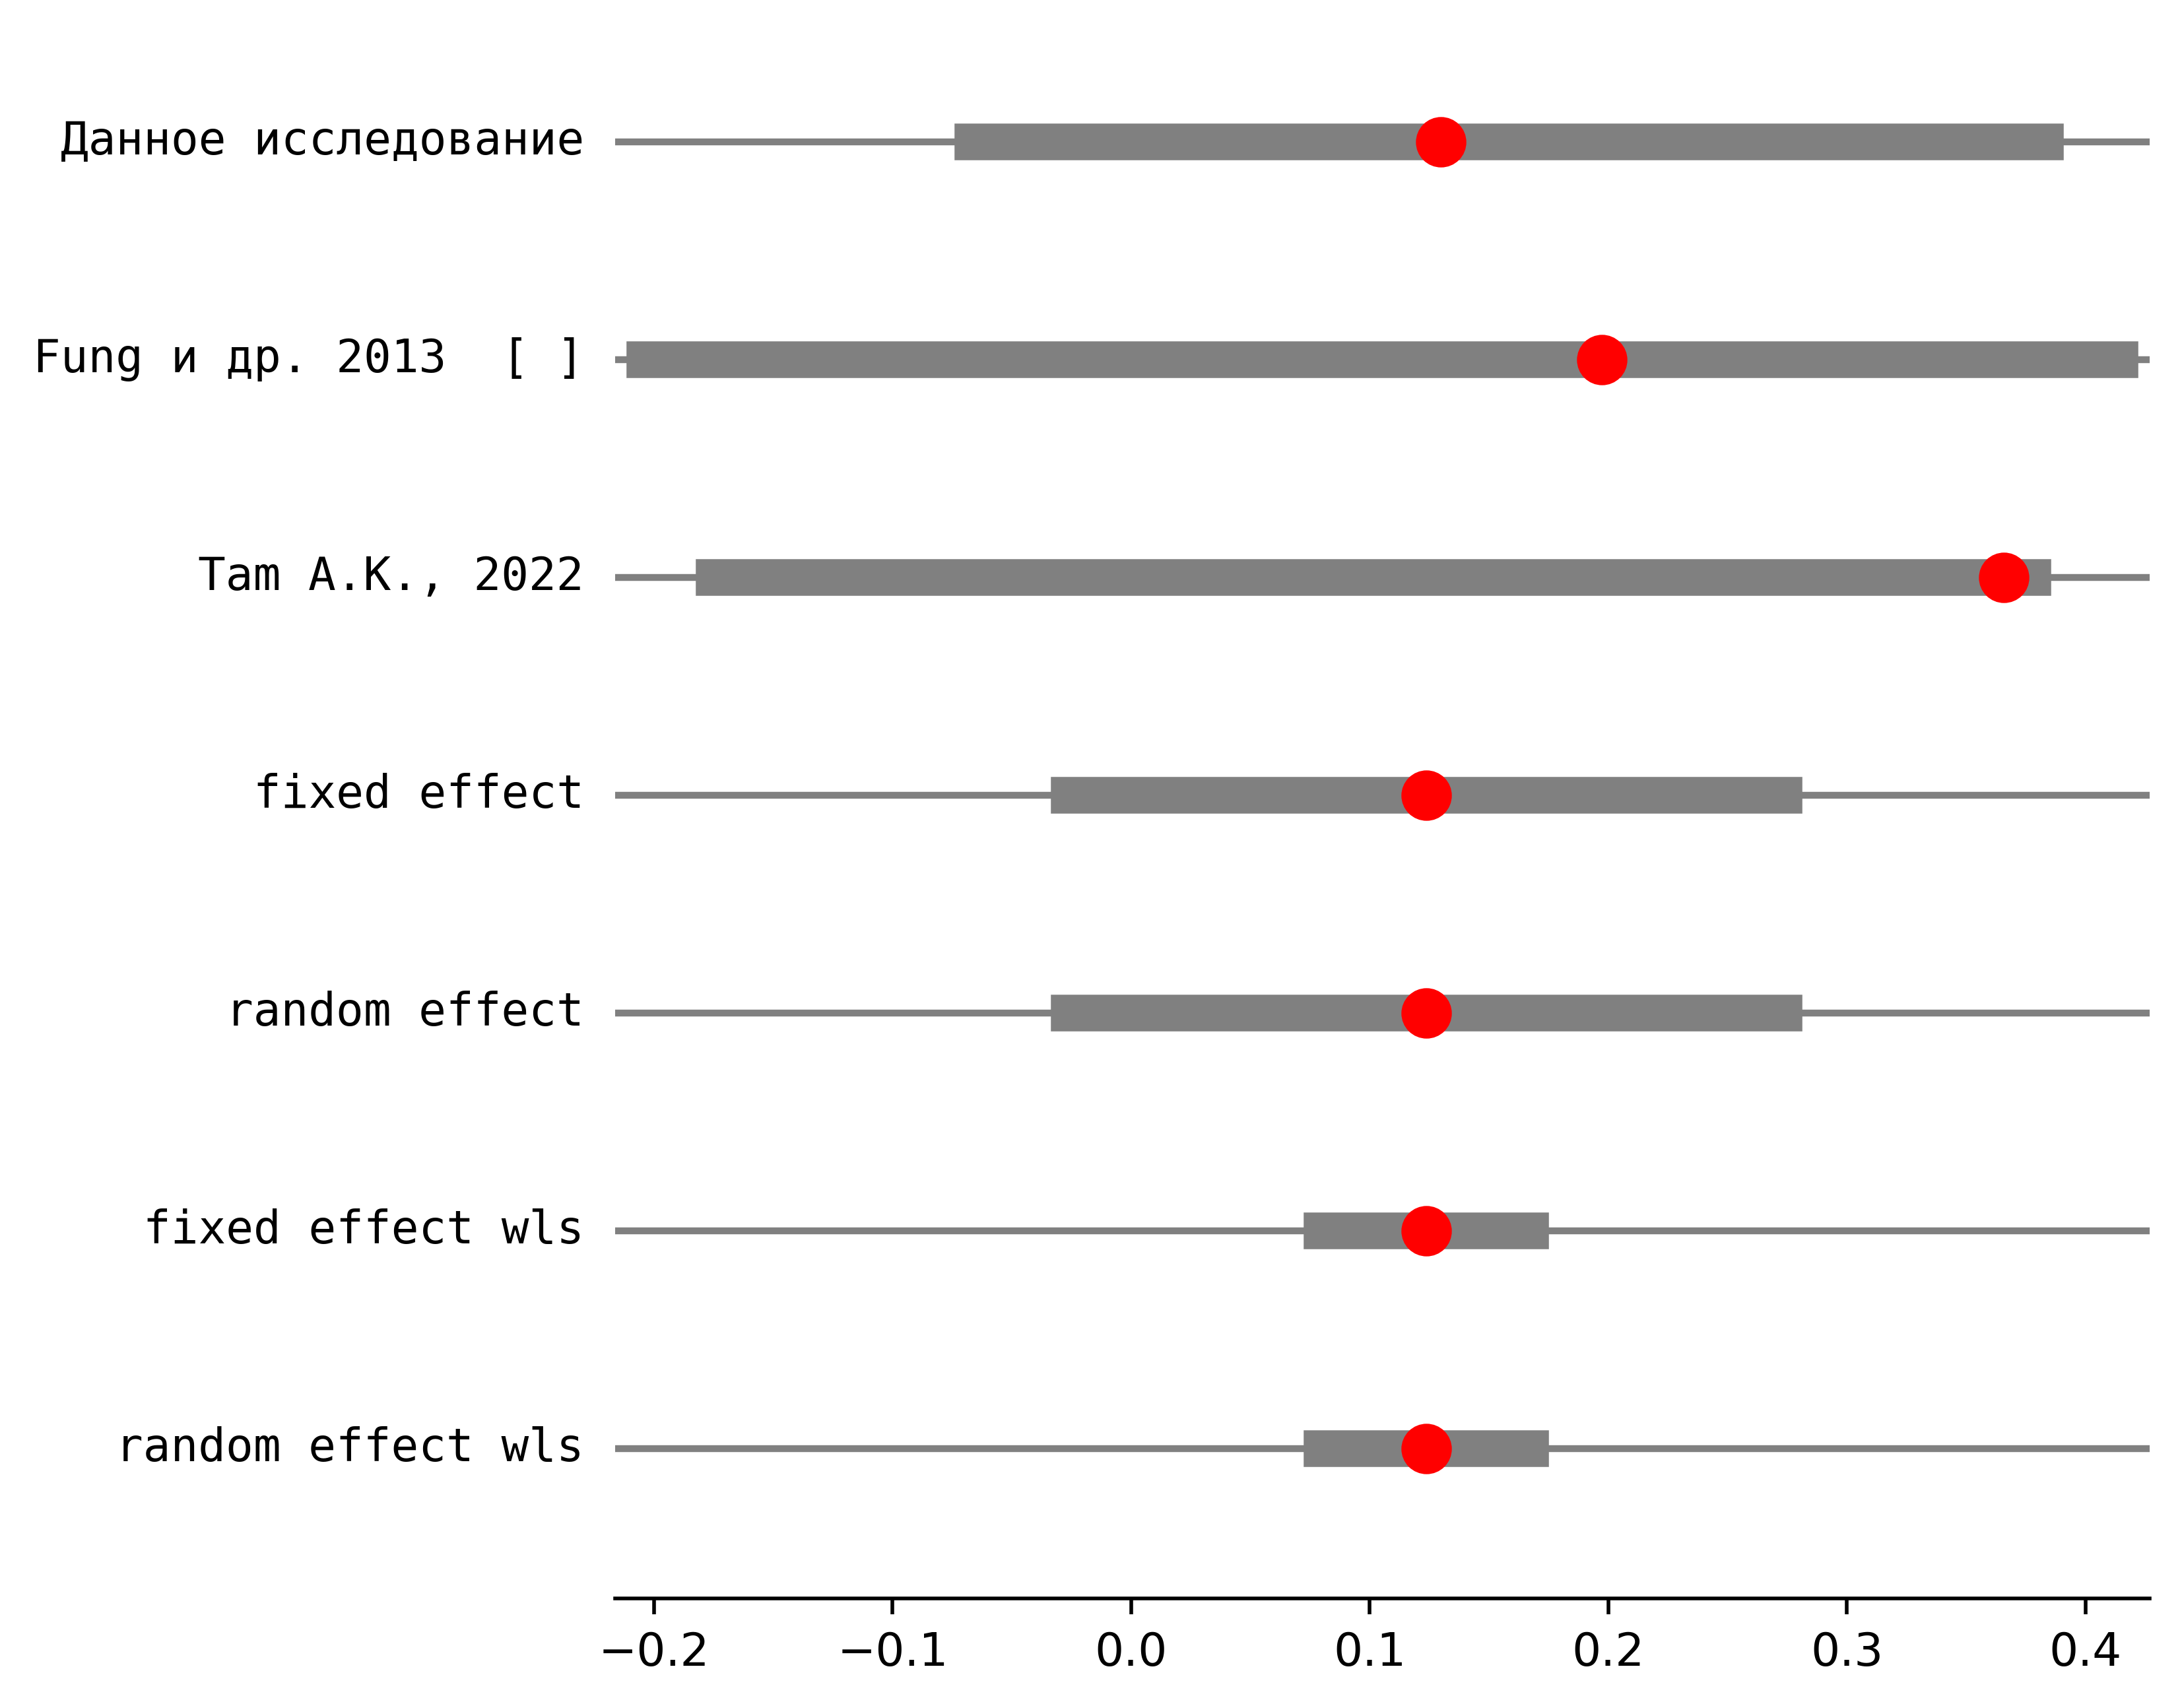 Данное исследование
Fung и др. 2013  [ ]
Tam A.K., 2022
fixed effect
random effect
fixed effect wls
random effect wls
−0.2 −0.1 0.0 0.1 0.2 0.3 0.4